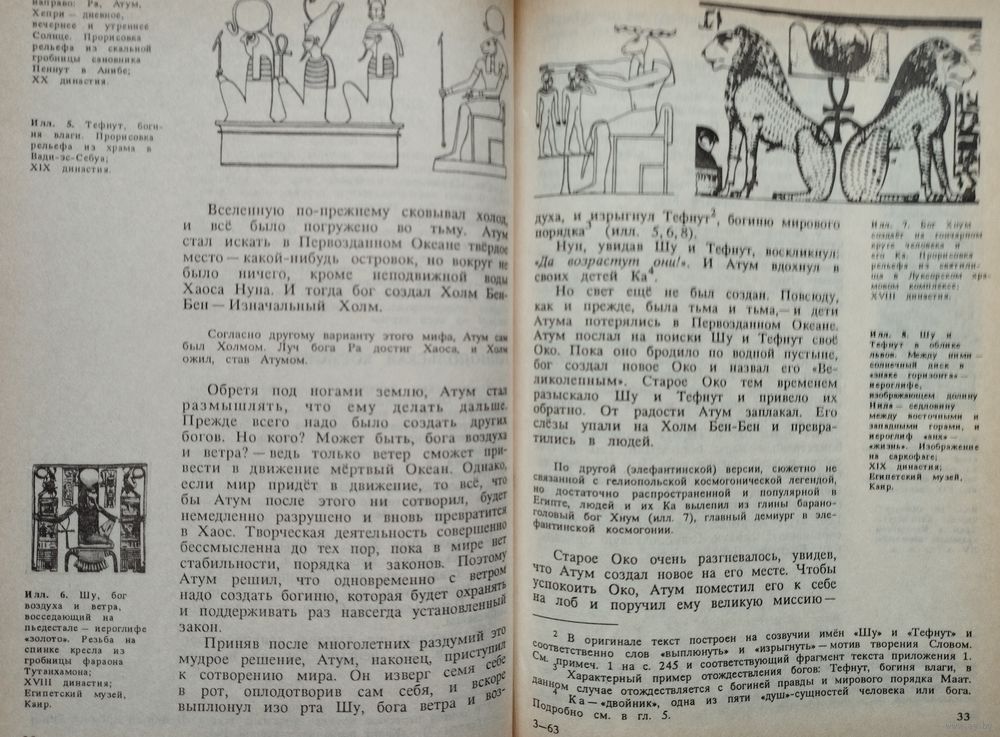 направо: Ра, Атум,
Хепри — дневное,
вечернее и утреннее
Солнце. Прорисовка
рельефа из скальной
гробницы сановника
Пеннут в Анибе;
XX династия.
Илл. 5. Тефнут, боги-
ня влаги. Прорисовка
рельефа из храма в
Вади-эс-Себуа;
XIX династия.
Вселенную по-прежнему сковывал холод,
и всё было погружено во тьму. Атум
стал искать в Первозданном Океане твёрдое
место — какой-нибудь островок, но вокруг не
было ничего, кроме неподвижной воды
Хаоса Нуна. И тогда бог создал Холм Бен-
Бен — Изначальный Холм.
Согласно другому варианту этого мифа, Атум сам
был Холмом. Луч бога Ра достиг Хаоса, и Холм
ожил, став Атумом.
Обретя под ногами землю, Атум стал
размышлять, что ему делать дальше.
Прежде всего надо было создать других
богов. Но кого? Может быть, бога воздуха
и ветра? — ведь только ветер сможет при-
вести в движение мёртвый Океан. Однако,
если мир придёт в движение, то всё, что
бы Атум после этого ни сотворил, будет
немедленно разрушено и вновь превратится
в Хаос. Творческая деятельность совершенно
бессмысленна до тех пор, пока в мире нет
стабильности, порядка и законов. Поэтому
Атум решил, что одновременно с ветром
надо создать богиню, которая будет охранять
и поддерживать раз навсегда установленный
закон.
Приняв после многолетних раздумий это
мудрое решение, Атум, наконец, приступил
к сотворению мира. Он изверг семя себе
в рот, оплодотворив сам себя, и вскоре
выплюнул изо рта Шу, бога ветра и воз-
Илл. 6. Шу, бог
воздуха и ветра,
восседающий на
пьедестале — иероглифе
«золото». Резьба на
спинке кресла из
гробницы фараона
Тутанхамона;
XVIII династия;
Египетский музей,
Каир.
духа, и изрыгнул Тефнут², богиню мирового
порядка³ (илл. 5, 6, 8).
Нун, увидав Шу и Тефнут, воскликнул:
«Да возрастут они!». И Атум вдохнул в
своих детей Ка⁴.
Но свет ещё не был создан. Повсюду,
как и прежде, была тьма и тьма, — и дети
Атума потерялись в Первозданном Океане.
Атум послал на поиски Шу и Тефнут своё
Око. Пока оно бродило по водной пустыне,
бог создал новое Око и назвал его «Ве-
ликолепным». Старое Око тем временем
разыскало Шу и Тефнут и привело их
обратно. От радости Атум заплакал. Его
слёзы упали на Холм Бен-Бен и превра-
тились в людей.
По другой (элефантинской) версии, сюжетно не
связанной с гелиопольской космогонической легендой,
но достаточно распространенной и популярной в
Египте, людей и их Ка вылепил из глины барано-
головый бог Хнум (илл. 7), главный демиург в эле-
фантинской космогонии.
Старое Око очень разгневалось, увидев,
что Атум создал новое на его месте. Чтобы
успокоить Око, Атум поместил его к себе
на лоб и поручил ему великую миссию —
Илл. 7. Бог Хнум
создаёт на гончарном
круге человека и
его Ка. Прорисовка
рельефа из святили-
ща в Луксорском хра-
мовом комплексе;
XVIII династия.
Илл. 8. Шу и
Тефнут в облике
львов. Между ними —
солнечный диск в
«знаке горизонта» —
иероглифе,
изображающем долину
Нила — седловину
между восточными и
западными горами, и
иероглиф «анх» —
«жизнь». Изображение
на саркофаге;
XIX династия;
Египетский музей,
Каир.
² В оригинале текст построен на созвучии имён «Шу» и «Тефнут» и
соответственно слов «выплюнуть» и «изрыгнуть» — мотив творения Словом.
См. примеч. 1 на с. 245 и соответствующий фрагмент текста приложения 1.
³ Характерный пример отождествления богов: Тефнут, богиня влаги, в
данном случае отождествляется с богиней правды и мирового порядка Маат.
⁴ Ка — «двойник», одна из пяти «душ»-сущностей человека или бога.
Подробно см. в гл. 5.
3—63
33